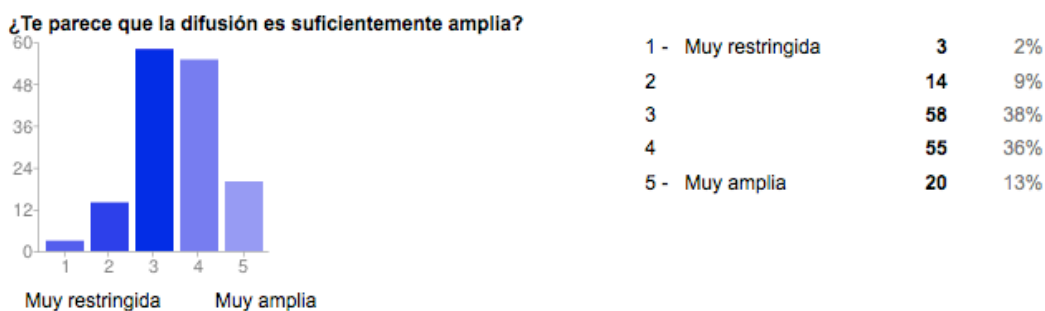 ¿Te parece que la difusión es suficientemente amplia?
60
48
36
24
12
0
1 2 3 4 5
Muy restringida Muy amplia
1 - Muy restringida 3 2%
2 14 9%
3 58 38%
4 55 36%
5 - Muy amplia 20 13%